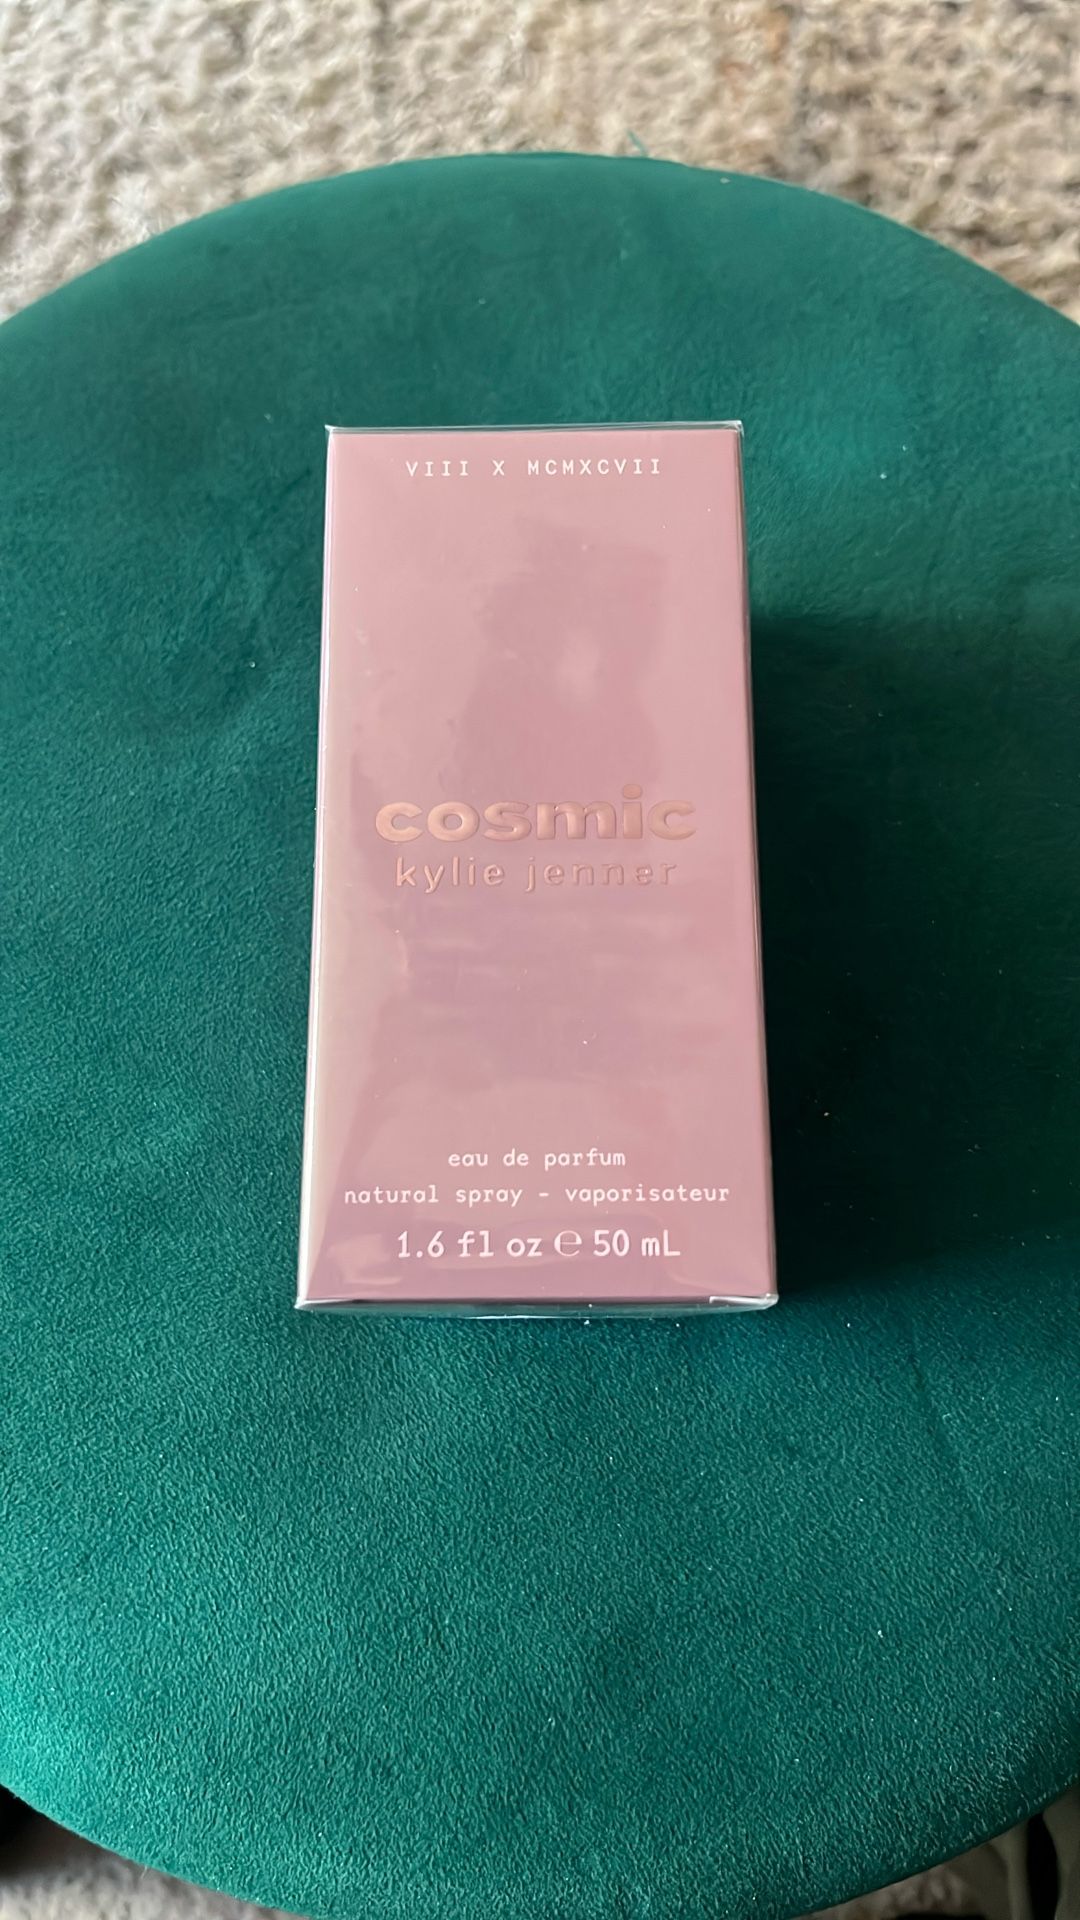 VIII X MCMXCVII
cosmic
kylie jenner
eau de parfum
natural spray - vaporisateur
1.6 fl oz ℮ 50 mL